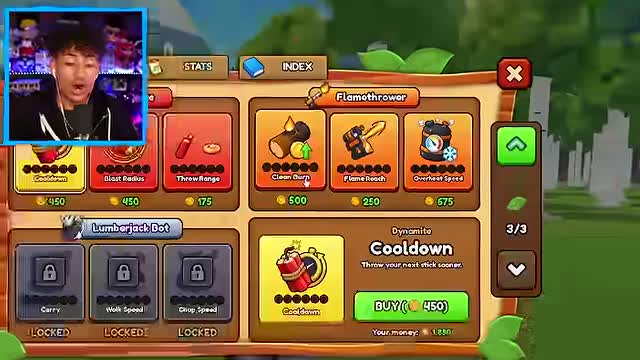 STATS
INDEX
Flamethrower
Cooldown
Blast Radius
Throw Range
450
450
175
Clean Burn
Flame Reach
Overheat Speed
500
250
675
Lumberjack Bot
Carry
Walk Speed
Chop Speed
LOCKED
LOCKED
LOCKED
Cooldown
Dynamite
Cooldown
Throw your next stick sooner.
BUY ( 450)
Your money:
3/3